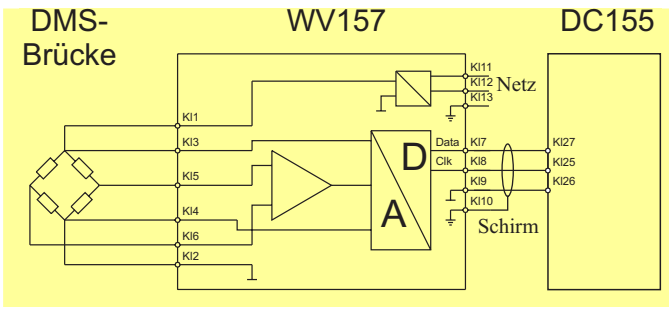 DMS-
Brücke
WV157
DC155
Kl11
Kl12
Netz
Kl13
Kl1
Kl3
Data
Kl7
Kl27
D
Clk
Kl8
Kl25
Kl5
Kl9
Kl26
Kl4
A
Kl10
Schirm
Kl6
Kl2